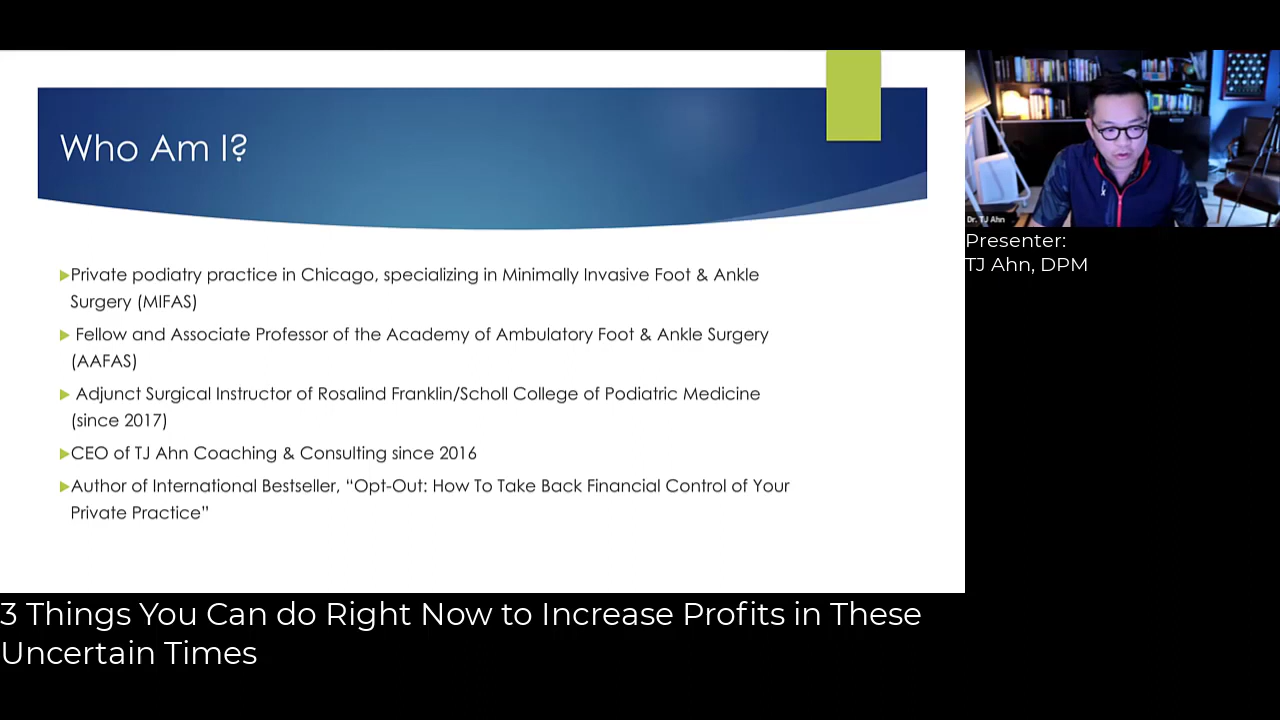 Who Am I?
Private podiatry practice in Chicago, specializing in Minimally Invasive Foot & Ankle
Surgery (MIFAS)
Fellow and Associate Professor of the Academy of Ambulatory Foot & Ankle Surgery
(AAFAS)
Adjunct Surgical Instructor of Rosalind Franklin/Scholl College of Podiatric Medicine
(since 2017)
CEO of TJ Ahn Coaching & Consulting since 2016
Author of International Bestseller, “Opt-Out: How To Take Back Financial Control of Your
Private Practice”
Dr. TJ Ahn
Presenter:
TJ Ahn, DPM
3 Things You Can do Right Now to Increase Profits in These
Uncertain Times